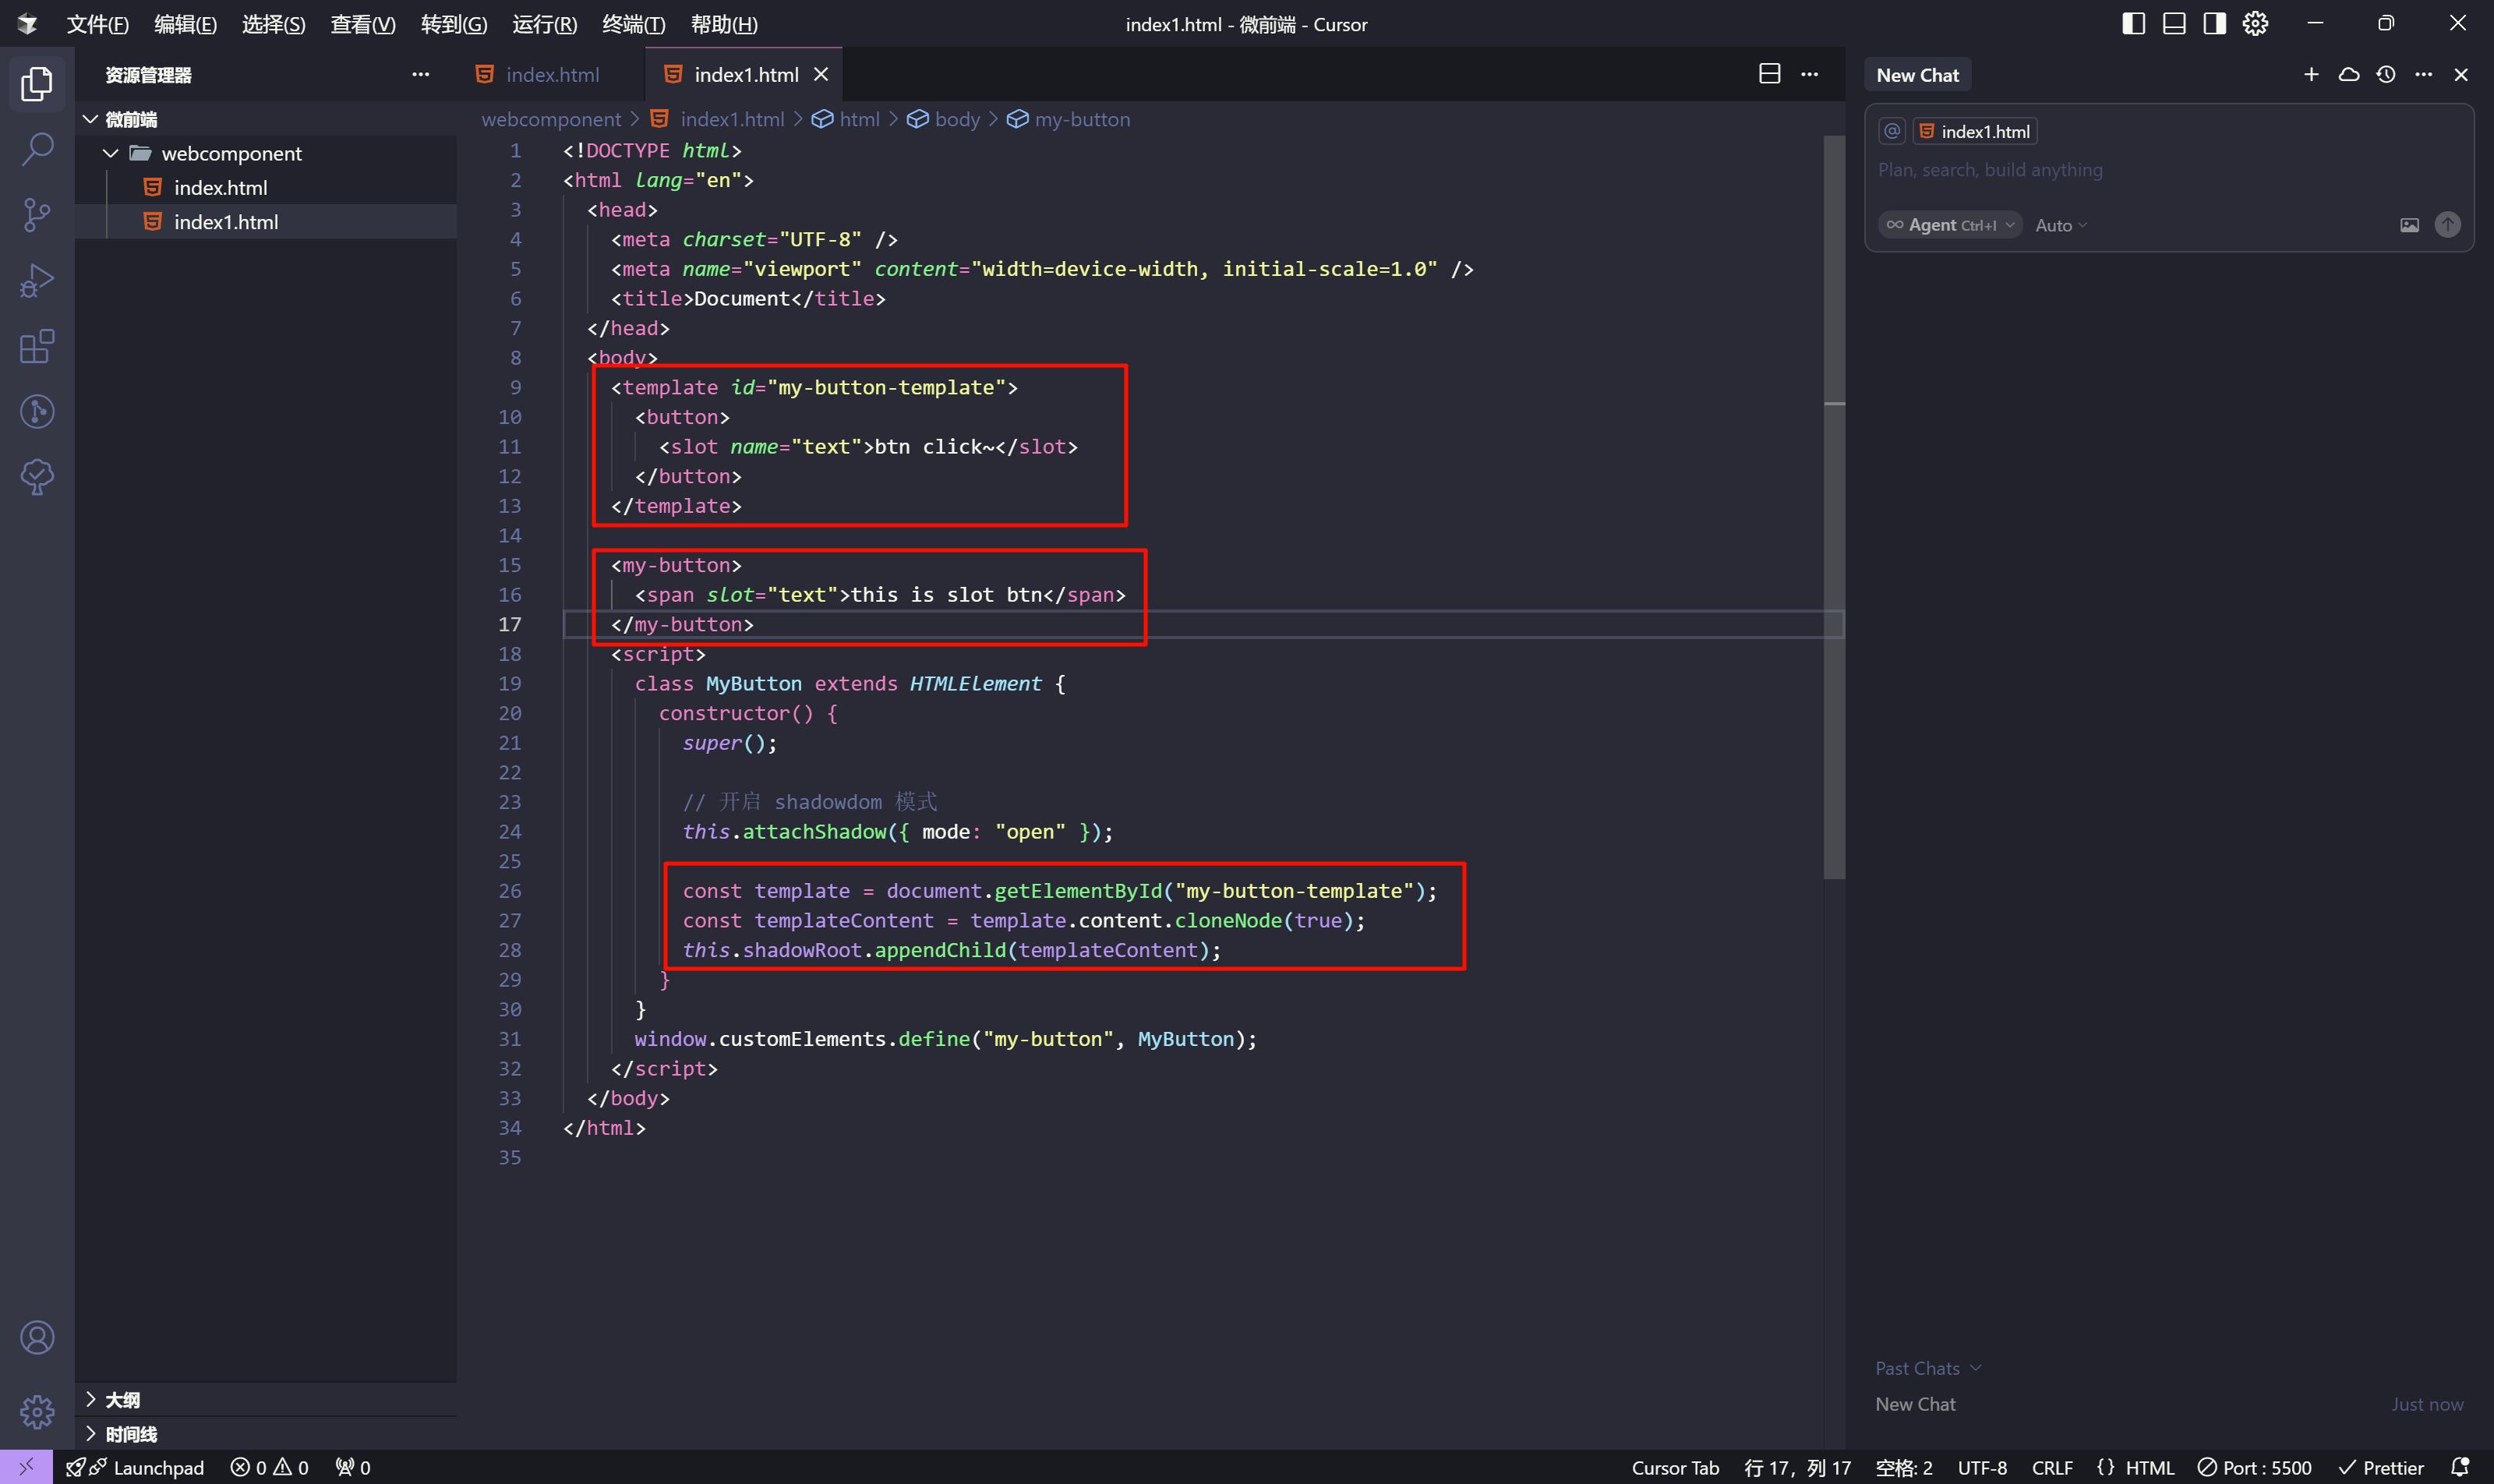 文件(F) 编辑(E) 选择(S) 查看(V) 转到(G) 运行(R) 终端(T) 帮助(H)
index1.html - 微前端 - Cursor
资源管理器
微前端
webcomponent
index.html
index1.html
大纲
时间线
index.html
index1.html
webcomponent > index1.html > html > body > my-button
1 <!DOCTYPE html>
2 <html lang="en">
3 <head>
4 <meta charset="UTF-8" />
5 <meta name="viewport" content="width=device-width, initial-scale=1.0" />
6 <title>Document</title>
7 </head>
8 <body>
9 <template id="my-button-template">
10 <button>
11 <slot name="text">btn click~</slot>
12 </button>
13 </template>
14
15 <my-button>
16 <span slot="text">this is slot btn</span>
17 </my-button>
18 <script>
19 class MyButton extends HTMLElement {
20 constructor() {
21 super();
22
23 // 开启 shadowdom 模式
24 this.attachShadow({ mode: "open" });
25
26 const template = document.getElementById("my-button-template");
27 const templateContent = template.content.cloneNode(true);
28 this.shadowRoot.appendChild(templateContent);
29 }
30 }
31 window.customElements.define("my-button", MyButton);
32 </script>
33 </body>
34 </html>
35
New Chat
@ index1.html
Plan, search, build anything
Agent Ctrl+I Auto
Past Chats
New Chat Just now
Launchpad 0 0 0
Cursor Tab 行 17，列 17 空格: 2 UTF-8 CRLF {} HTML Port : 5500 Prettier